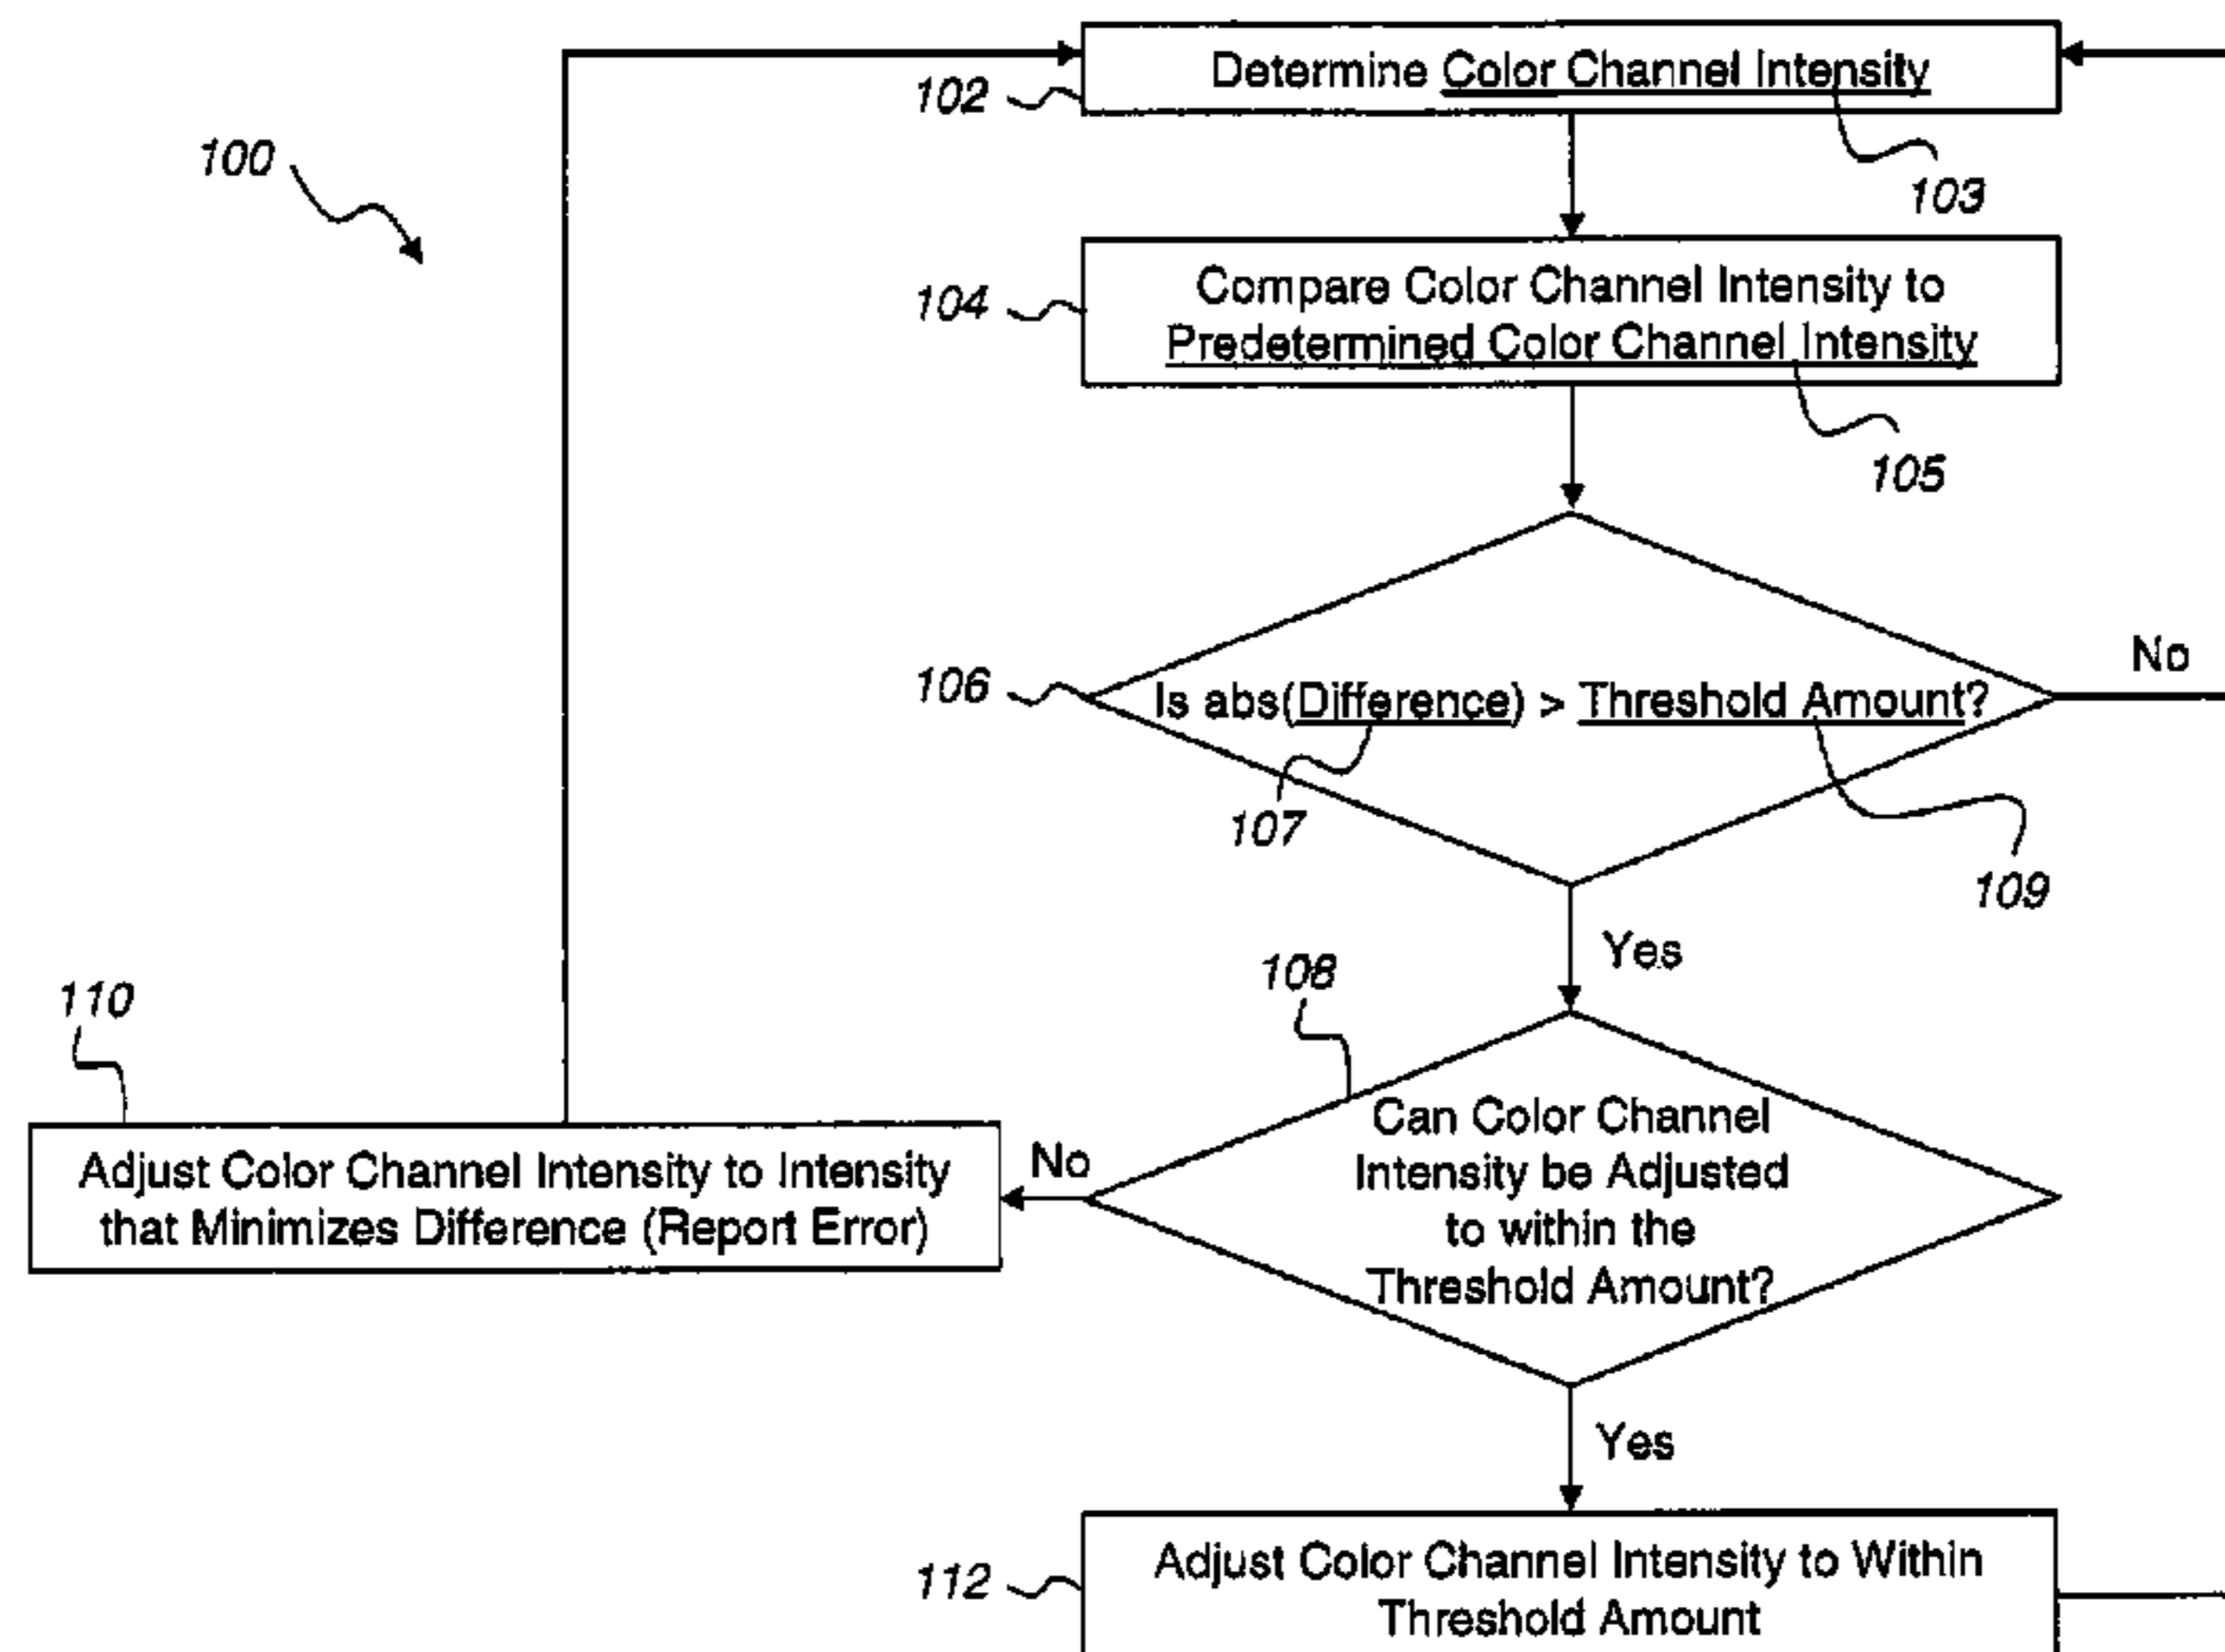 Determine Color Channel Intensity
102
100
103
Compare Color Channel Intensity to
Predetermined Color Channel Intensity
104
105
No
Is abs(Difference) > Threshold Amount?
106
107
109
Yes
108
110
Can Color Channel
Intensity be Adjusted
to within the
Threshold Amount?
No
Adjust Color Channel Intensity to Intensity
that Minimizes Difference (Report Error)
Yes
Adjust Color Channel Intensity to Within
Threshold Amount
112